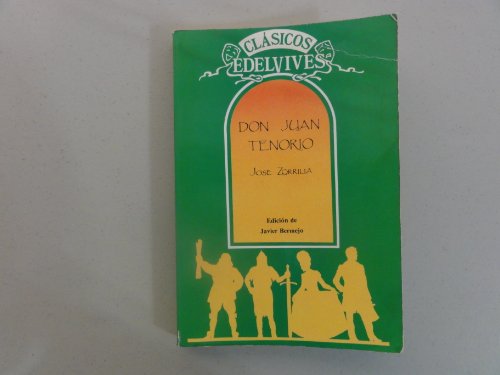 CLÁSICOS
EDELVIVES
DON JUAN
TENORIO
JOSE ZORRILLA
Edición de
Javier Bermejo